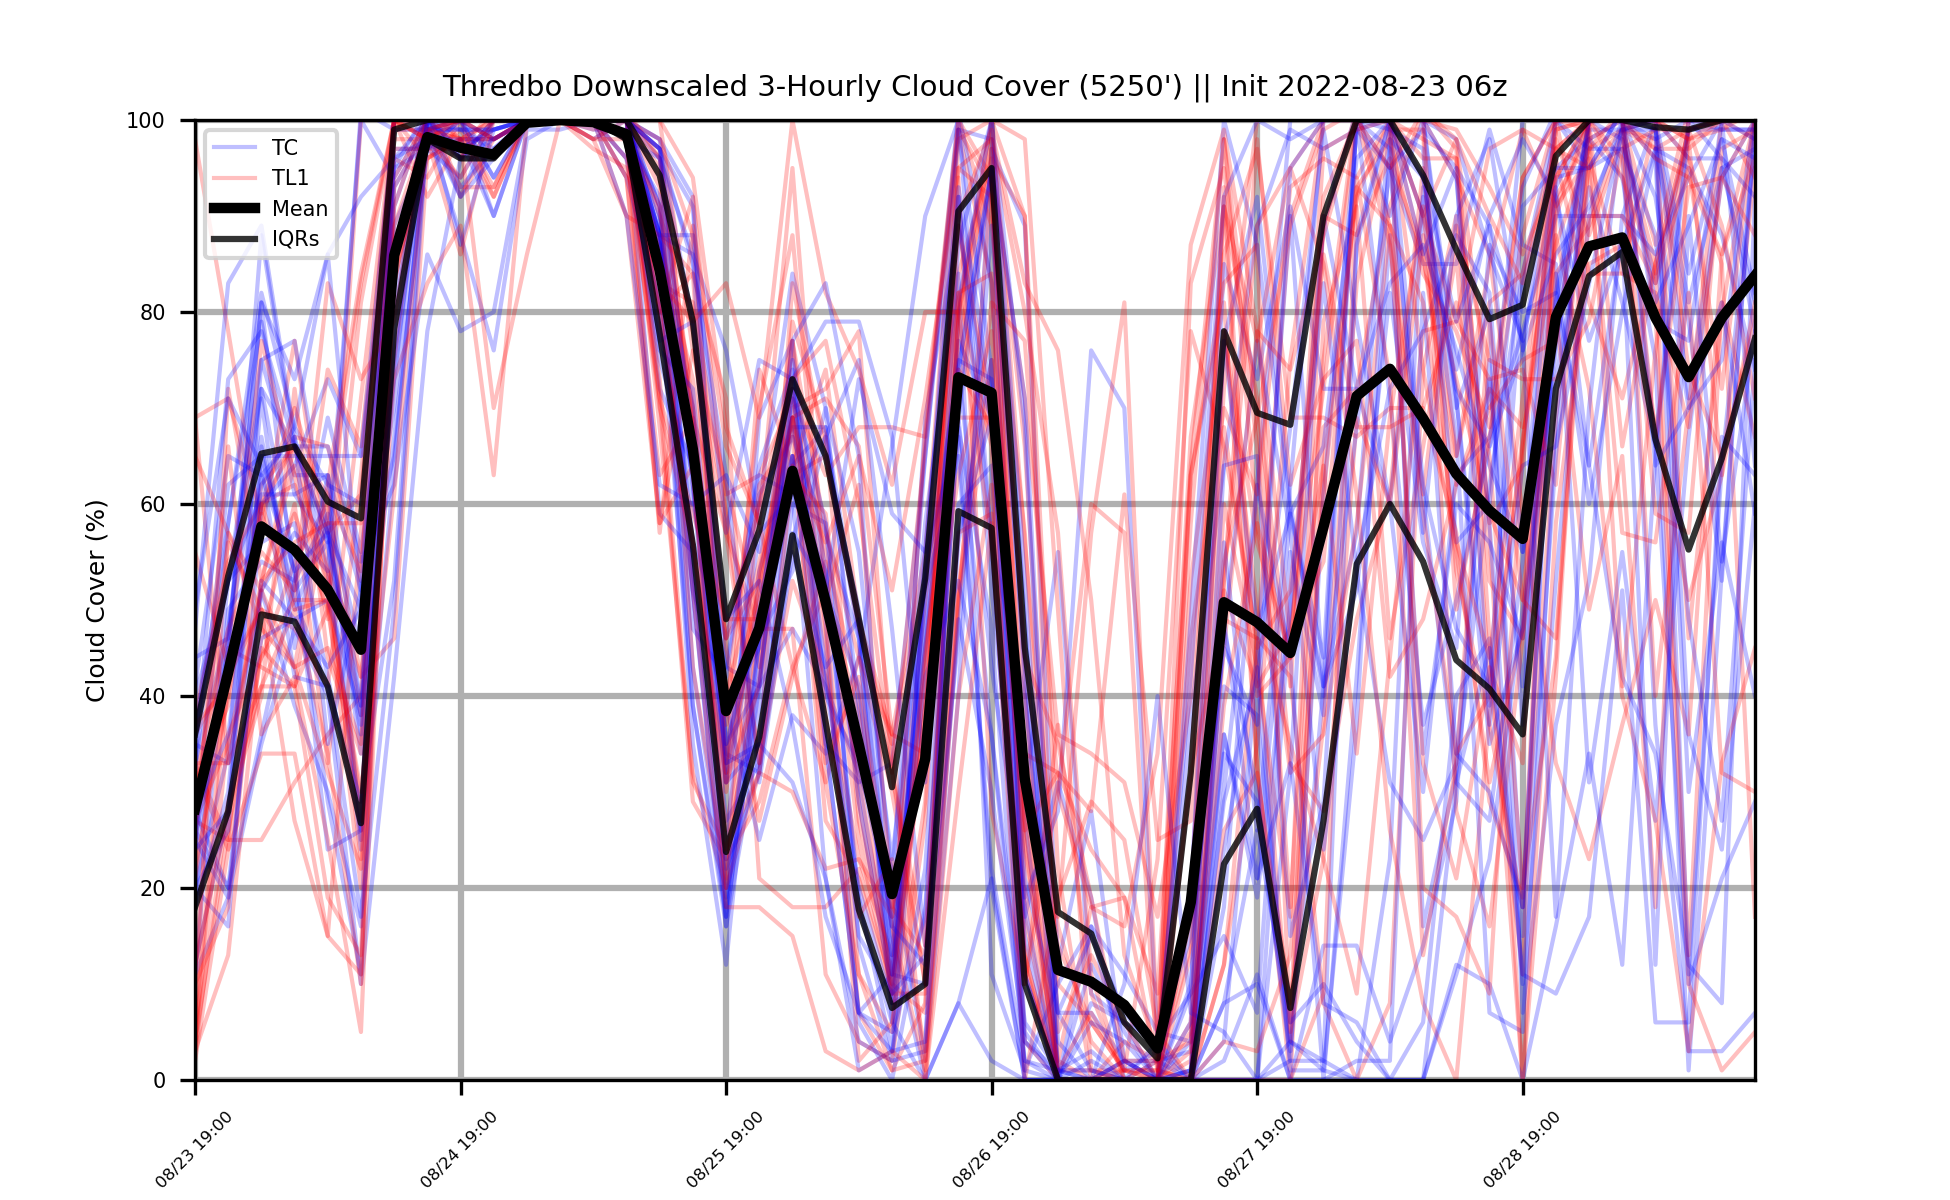 Thredbo Downscaled 3-Hourly Cloud Cover (5250') || Init 2022-08-23 06z
TC
TL1
Mean
IQRs
Cloud Cover (%)
100
80
60
40
20
0
08/23 19:00
08/24 19:00
08/25 19:00
08/26 19:00
08/27 19:00
08/28 19:00